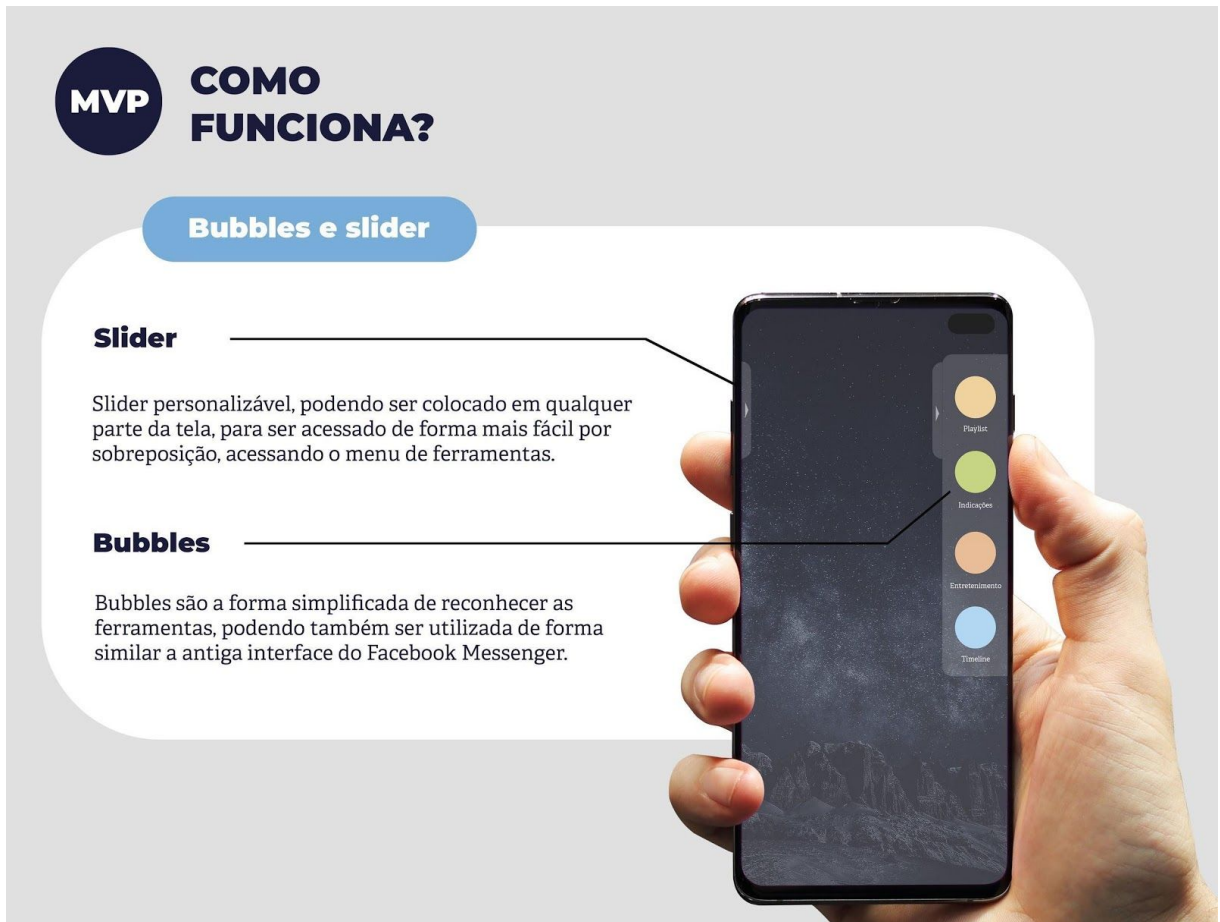 MVP
COMO
FUNCIONA?
Bubbles e slider
Slider
Slider personalizável, podendo ser colocado em qualquer
parte da tela, para ser acessado de forma mais fácil por
sobreposição, acessando o menu de ferramentas.
Bubbles
Bubbles são a forma simplificada de reconhecer as
ferramentas, podendo também ser utilizada de forma
similar a antiga interface do Facebook Messenger.
Playlist
Indicações
Entretenimento
Timeline